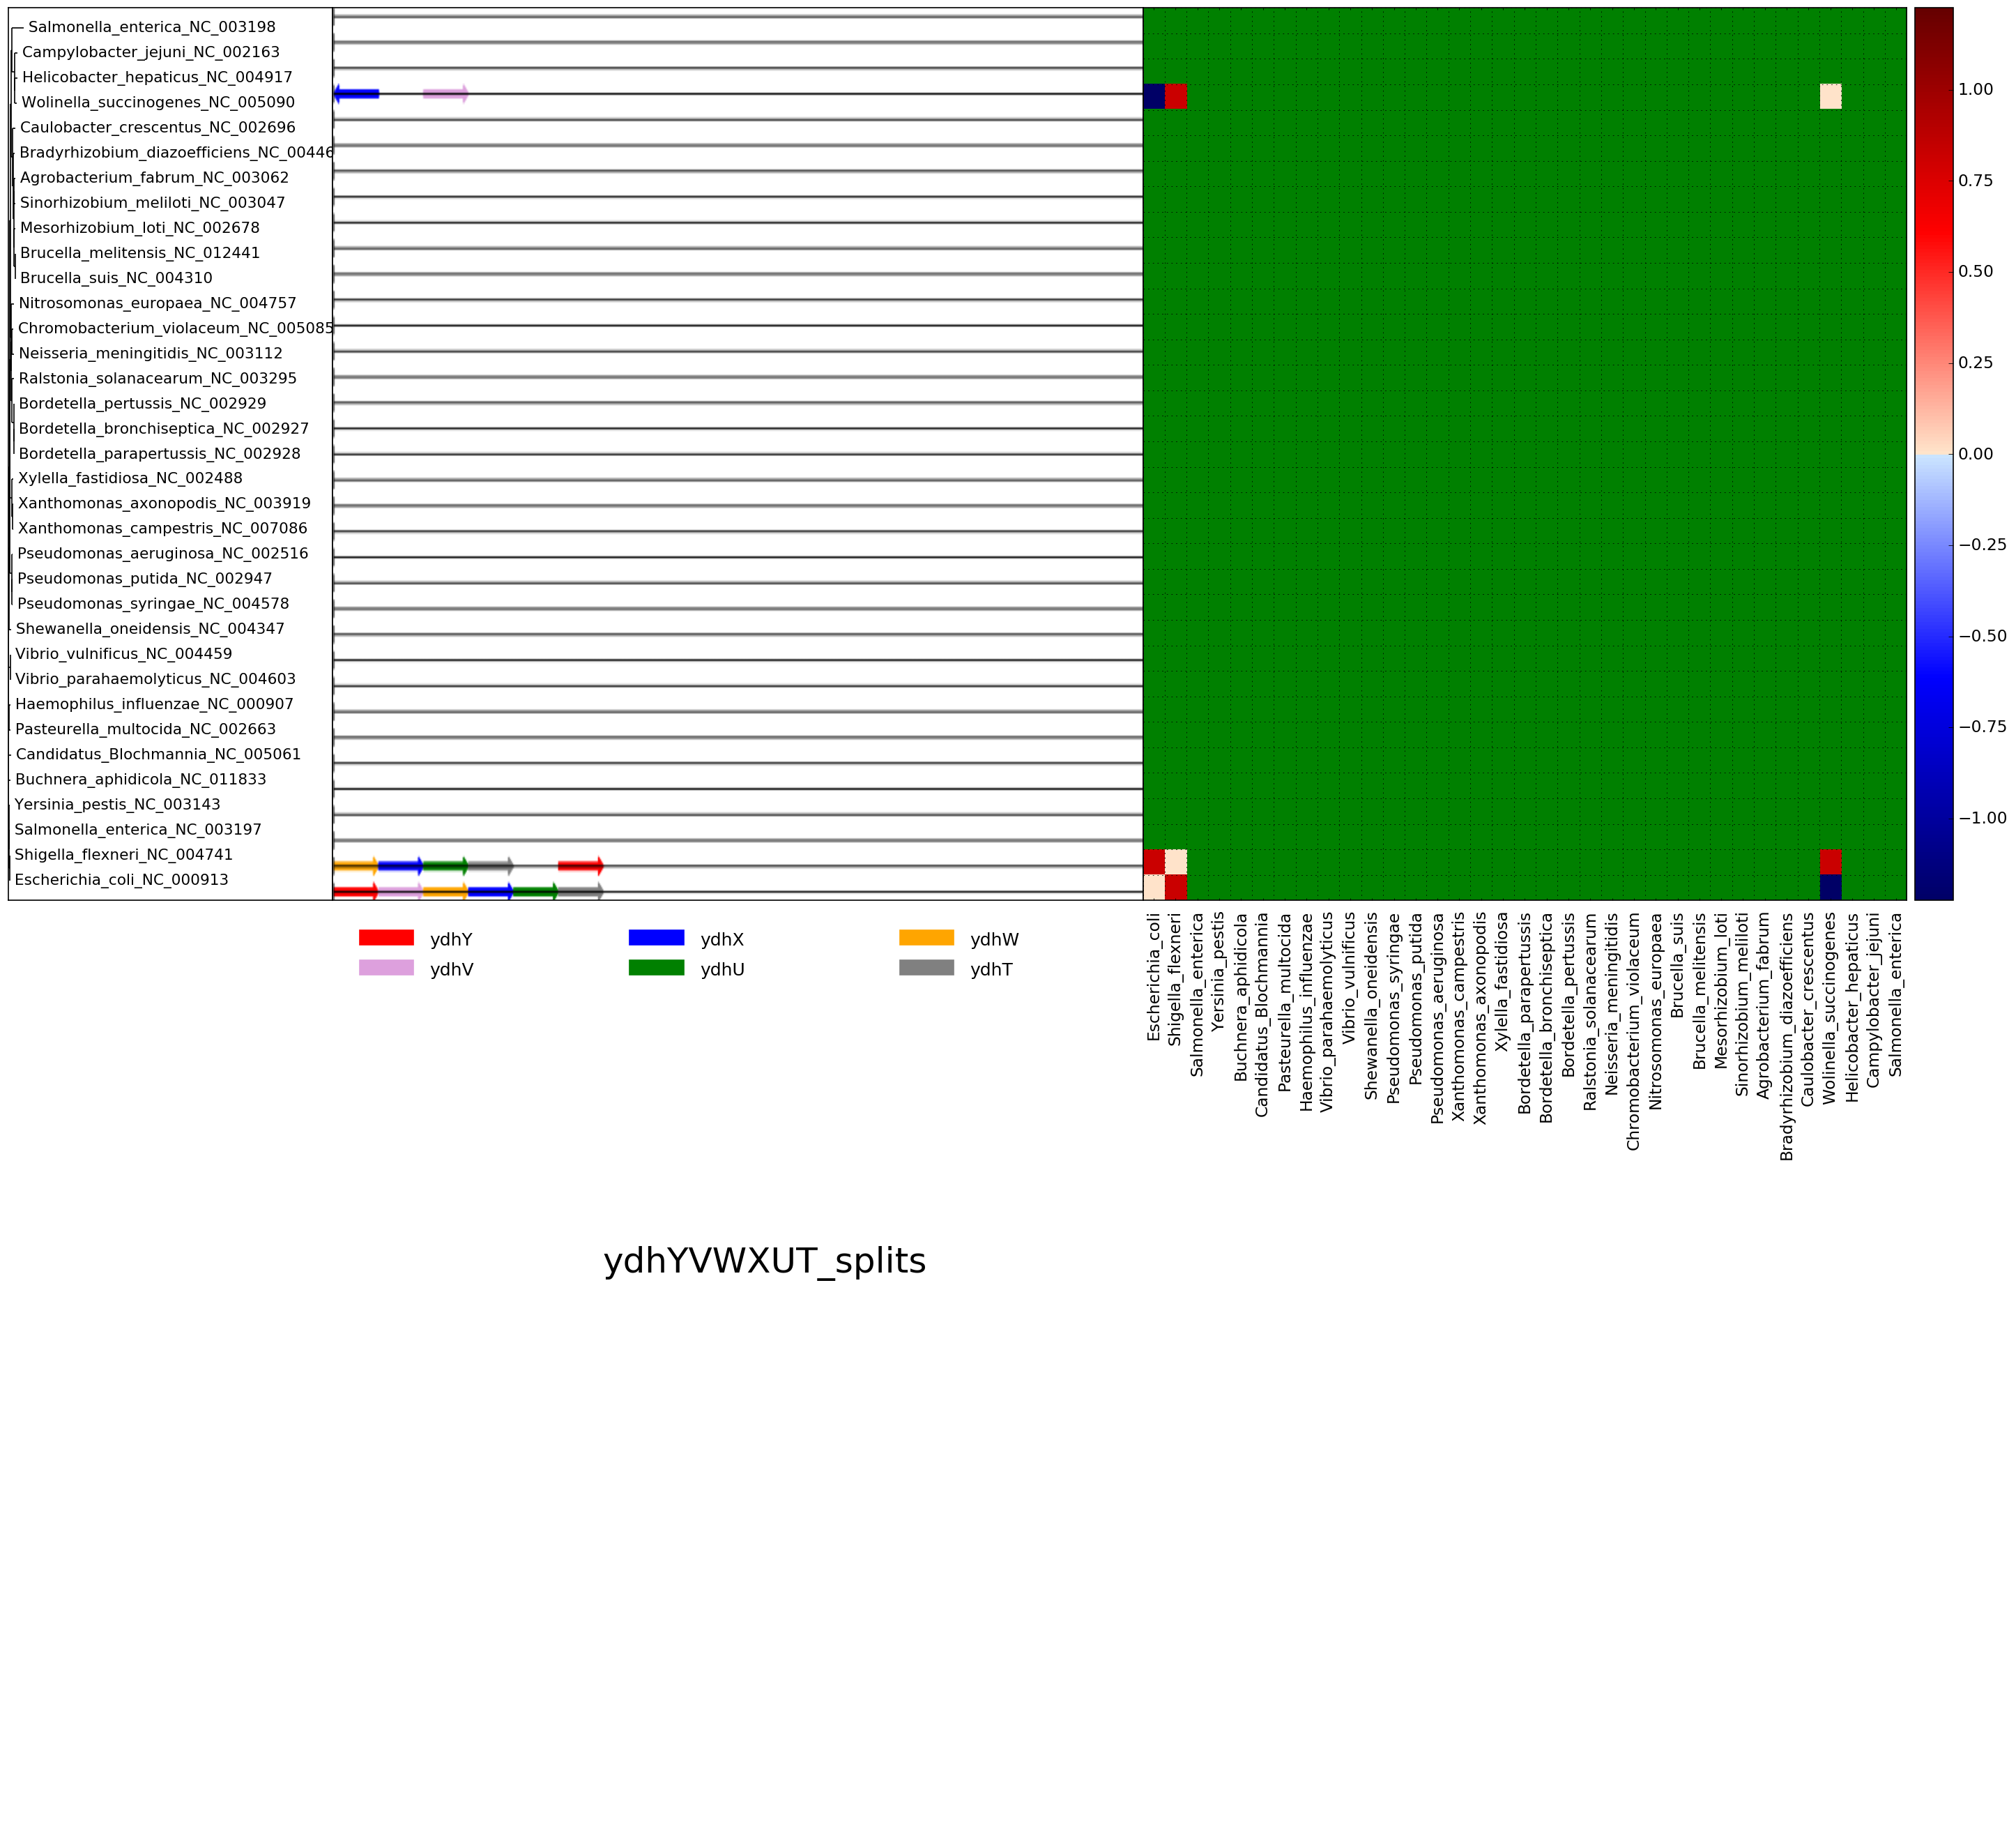 Salmonella_enterica_NC_003198
Campylobacter_jejuni_NC_002163
Helicobacter_hepaticus_NC_004917
Wolinella_succinogenes_NC_005090
Caulobacter_crescentus_NC_002696
Bradyrhizobium_diazoefficiens_NC_00446
Agrobacterium_fabrum_NC_003062
Sinorhizobium_meliloti_NC_003047
Mesorhizobium_loti_NC_002678
Brucella_melitensis_NC_012441
Brucella_suis_NC_004310
Nitrosomonas_europaea_NC_004757
Chromobacterium_violaceum_NC_005085
Neisseria_meningitidis_NC_003112
Ralstonia_solanacearum_NC_003295
Bordetella_pertussis_NC_002929
Bordetella_bronchiseptica_NC_002927
Bordetella_parapertussis_NC_002928
Xylella_fastidiosa_NC_002488
Xanthomonas_axonopodis_NC_003919
Xanthomonas_campestris_NC_007086
Pseudomonas_aeruginosa_NC_002516
Pseudomonas_putida_NC_002947
Pseudomonas_syringae_NC_004578
Shewanella_oneidensis_NC_004347
Vibrio_vulnificus_NC_004459
Vibrio_parahaemolyticus_NC_004603
Haemophilus_influenzae_NC_000907
Pasteurella_multocida_NC_002663
Candidatus_Blochmannia_NC_005061
Buchnera_aphidicola_NC_011833
Yersinia_pestis_NC_003143
Salmonella_enterica_NC_003197
Shigella_flexneri_NC_004741
Escherichia_coli_NC_000913
1.00
0.75
0.50
0.25
0.00
−0.25
−0.50
−0.75
−1.00
ydhY
ydhX
ydhW
ydhV
ydhU
ydhT
Escherichia_coli
Shigella_flexneri
Salmonella_enterica
Yersinia_pestis
Buchnera_aphidicola
Candidatus_Blochmannia
Pasteurella_multocida
Haemophilus_influenzae
Vibrio_parahaemolyticus
Vibrio_vulnificus
Shewanella_oneidensis
Pseudomonas_syringae
Pseudomonas_putida
Pseudomonas_aeruginosa
Xanthomonas_campestris
Xanthomonas_axonopodis
Xylella_fastidiosa
Bordetella_parapertussis
Bordetella_bronchiseptica
Bordetella_pertussis
Ralstonia_solanacearum
Neisseria_meningitidis
Chromobacterium_violaceum
Nitrosomonas_europaea
Brucella_suis
Brucella_melitensis
Mesorhizobium_loti
Sinorhizobium_meliloti
Agrobacterium_fabrum
Bradyrhizobium_diazoefficiens
Caulobacter_crescentus
Wolinella_succinogenes
Helicobacter_hepaticus
Campylobacter_jejuni
Salmonella_enterica
ydhYVWXUT_splits